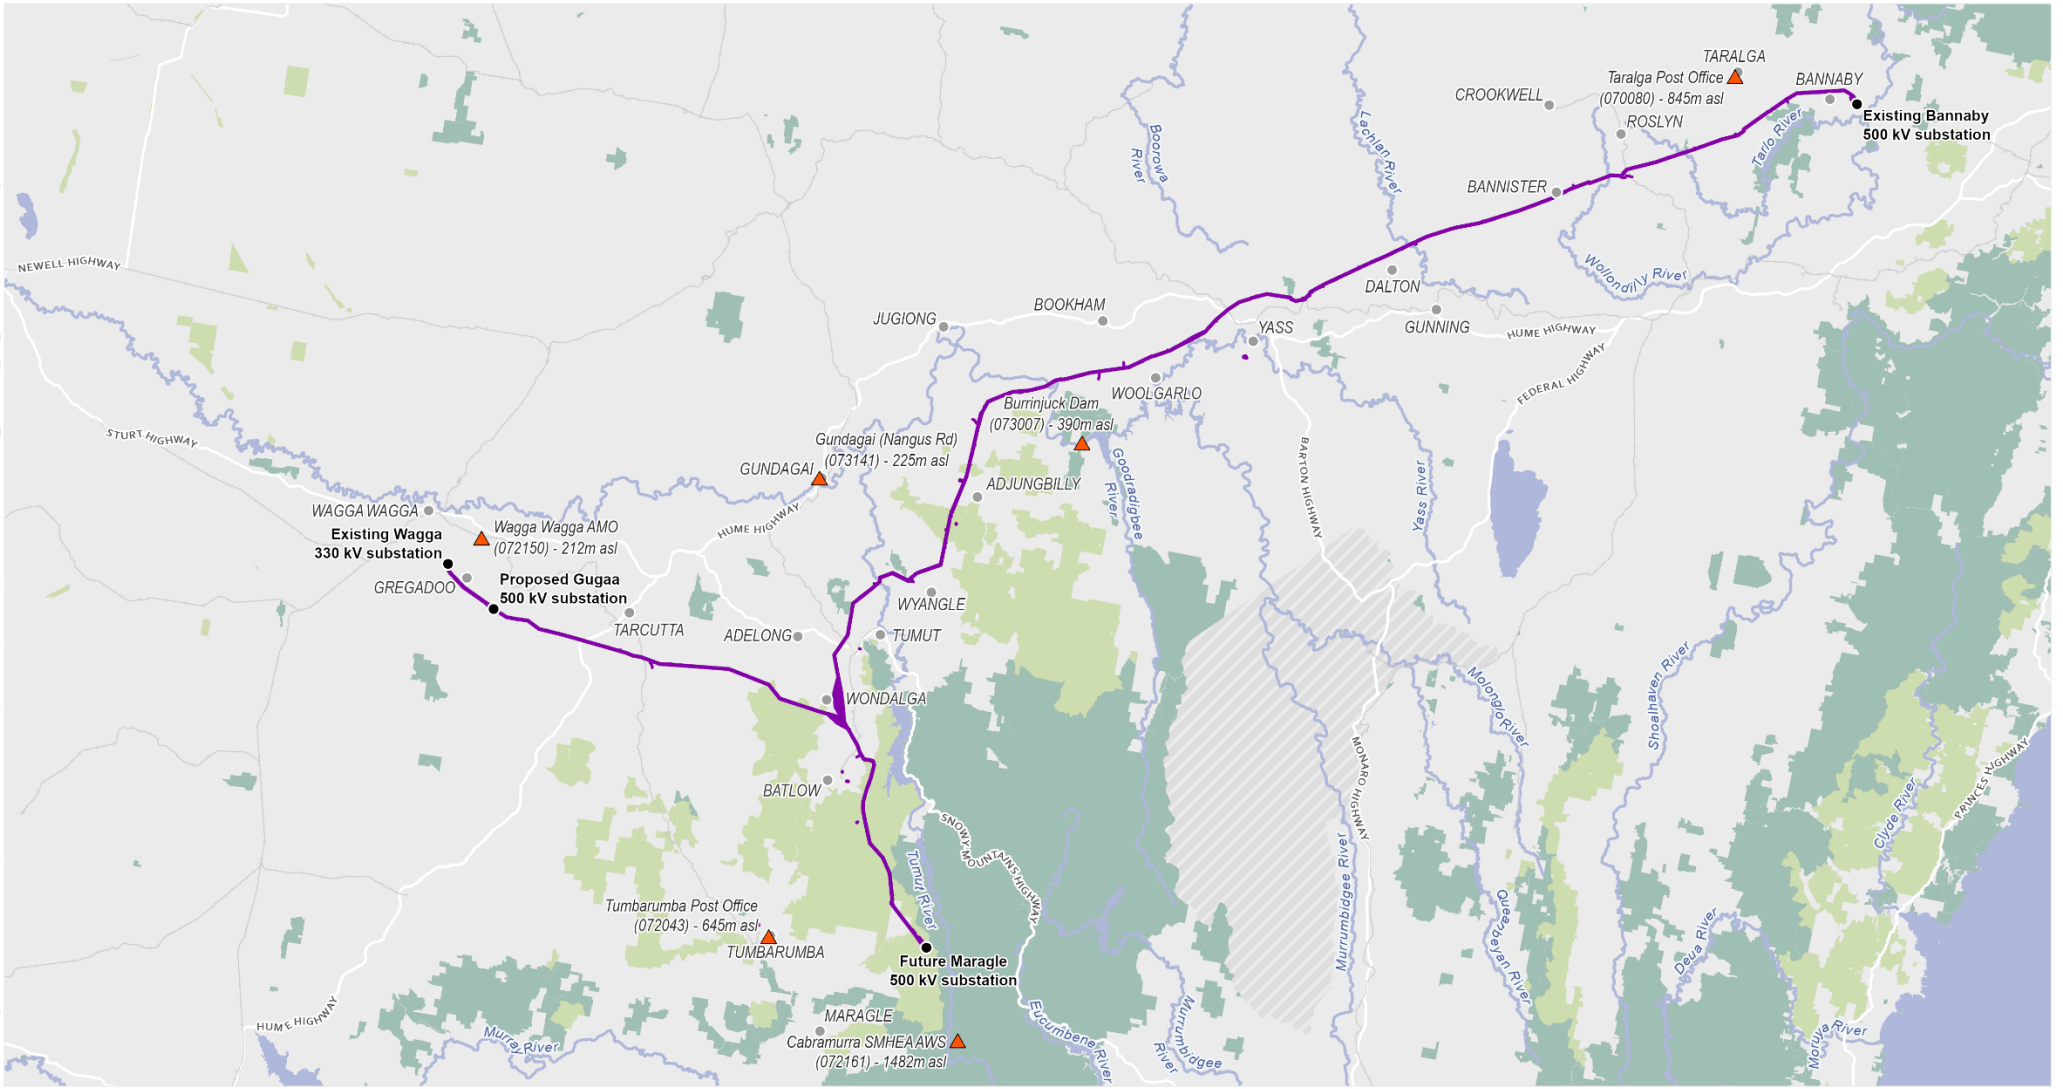 TARALGA
Taralga Post Office
(070080) - 845m asl
BANNABY
CROOKWELL
ROSLYN
Existing Bannaby
500 kV substation
Tarlo River
Boorowa
River
Lachlan River
BANNISTER
Wollondilly River
NEWELL HIGHWAY
DALTON
GUNNING
HUME HIGHWAY
JUGIONG
BOOKHAM
YASS
FEDERAL HIGHWAY
WOOLGARLO
Burrinjuck Dam
(073007) - 390m asl
STURT HIGHWAY
Gundagai (Nangus Rd)
(073141) - 225m asl
GUNDAGAI
ADJUNGBILLY
Goodradigbee
River
BARTON HIGHWAY
Yass River
WAGGA WAGGA
HUME HIGHWAY
Wagga Wagga AMO
(072150) - 212m asl
Existing Wagga
330 kV substation
GREGADOO
Proposed Gugaa
500 kV substation
TARCUTTA
ADELONG
WYANGLE
TUMUT
WONDALGA
Molonglo River
Shoalhaven River
MONARO HIGHWAY
PRINCES HIGHWAY
BATLOW
SNOWY MOUNTAINS HIGHWAY
Clyde River
Tumut River
Murrumbidgee River
Queanbeyan River
Deua River
Tumbarumba Post Office
(072043) - 645m asl
TUMBARUMBA
Future Maragle
500 kV substation
HUME HIGHWAY
Murray River
MARAGLE
Cabramurra SMHEA AWS
(072161) - 1482m asl
Eucumbene River
Murrumbidgee
River
Moruya River